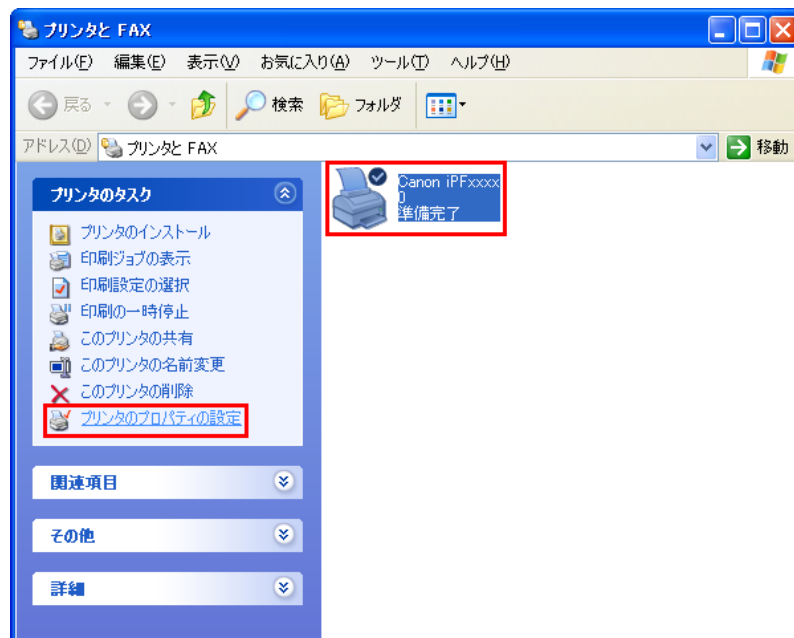 プリンタと FAX
ファイル(F) 編集(E) 表示(V) お気に入り(A) ツール(T) ヘルプ(H)
戻る 検索 フォルダ
アドレス(D) プリンタと FAX 移動
プリンタのタスク
プリンタのインストール
印刷ジョブの表示
印刷設定の選択
印刷の一時停止
このプリンタの共有
このプリンタの名前変更
このプリンタの削除
プリンタのプロパティの設定
関連項目
その他
詳細
Canon iPFxxxx
0
準備完了